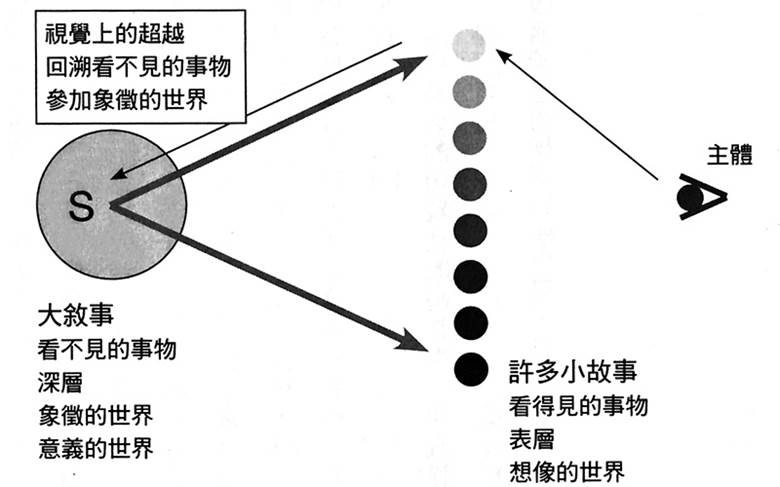 視覺上的超越
回溯看不見的事物
參加象徵的世界
S
主體
大敘事
看不見的事物
深層
象徵的世界
意義的世界
許多小故事
看得見的事物
表層
想像的世界